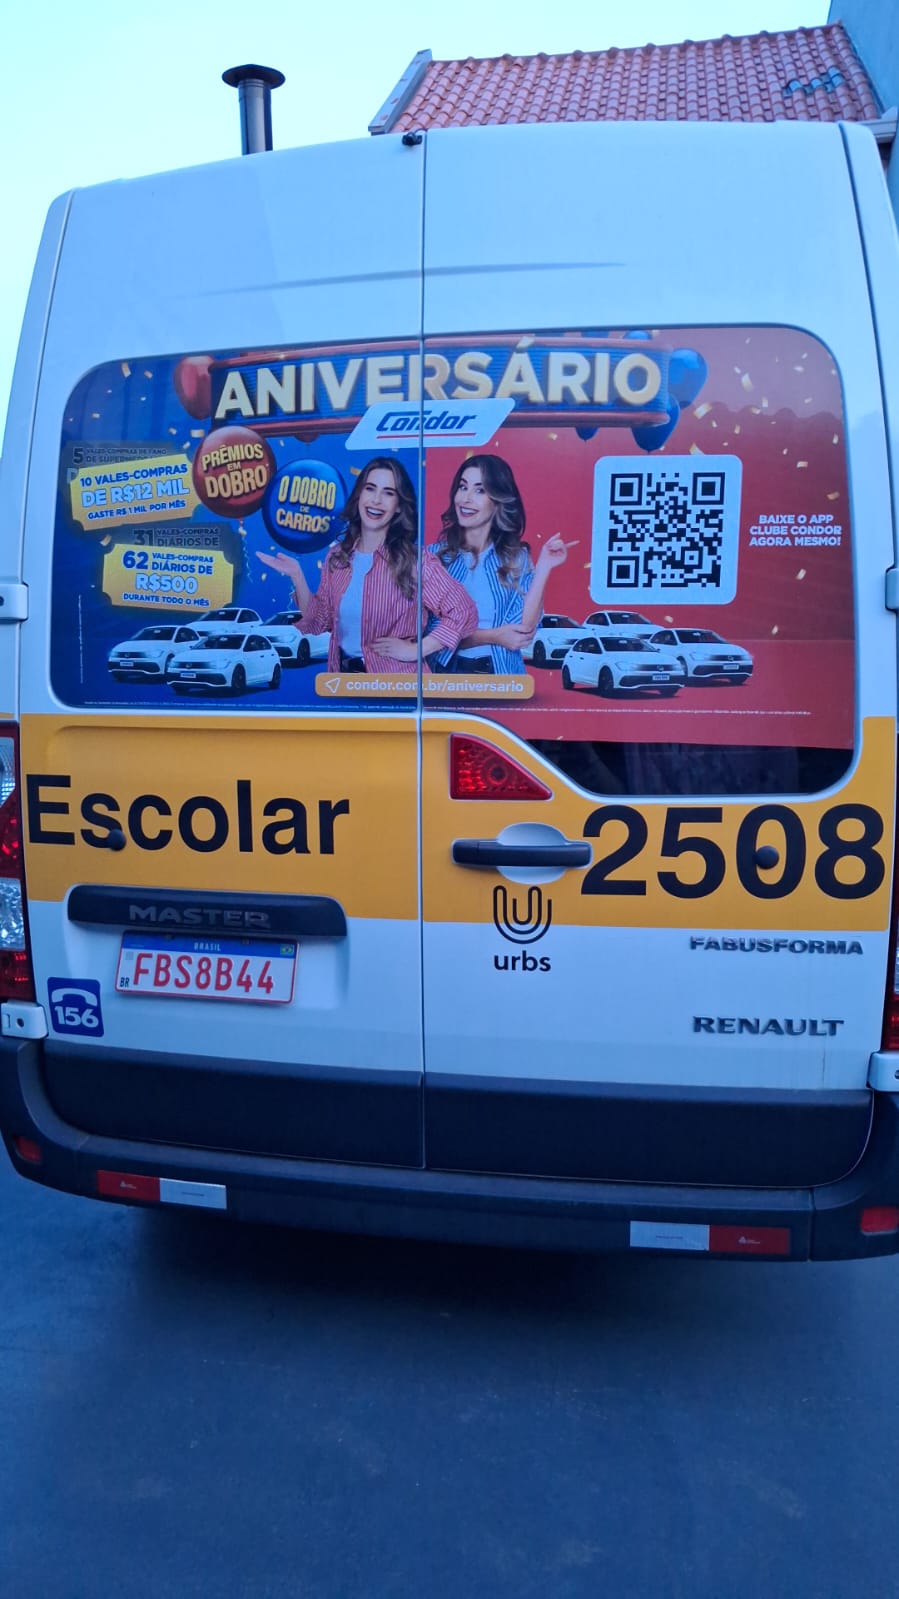 ANIVERSÁRIO
Condor
PRÊMIOS
EM
DOBRO
O DOBRO
DE
CARROS
5 VALES-COMPRAS DE 1 ANO
DE
10 VALES-COMPRAS
DE R$12 MIL
GASTE R$ 1 MIL POR MÊS
31 VALES-COMPRAS
DIÁRIOS DE
62 VALES-COMPRAS
DIÁRIOS DE
R$500
DURANTE TODO O MÊS
BAIXE O APP
CLUBE CONDOR
AGORA MESMO!
condor.com.br/aniversario
Escolar
2508
MASTER
urbs
FABUSFORMA
BRASIL
BR
FBS8B44
156
RENAULT